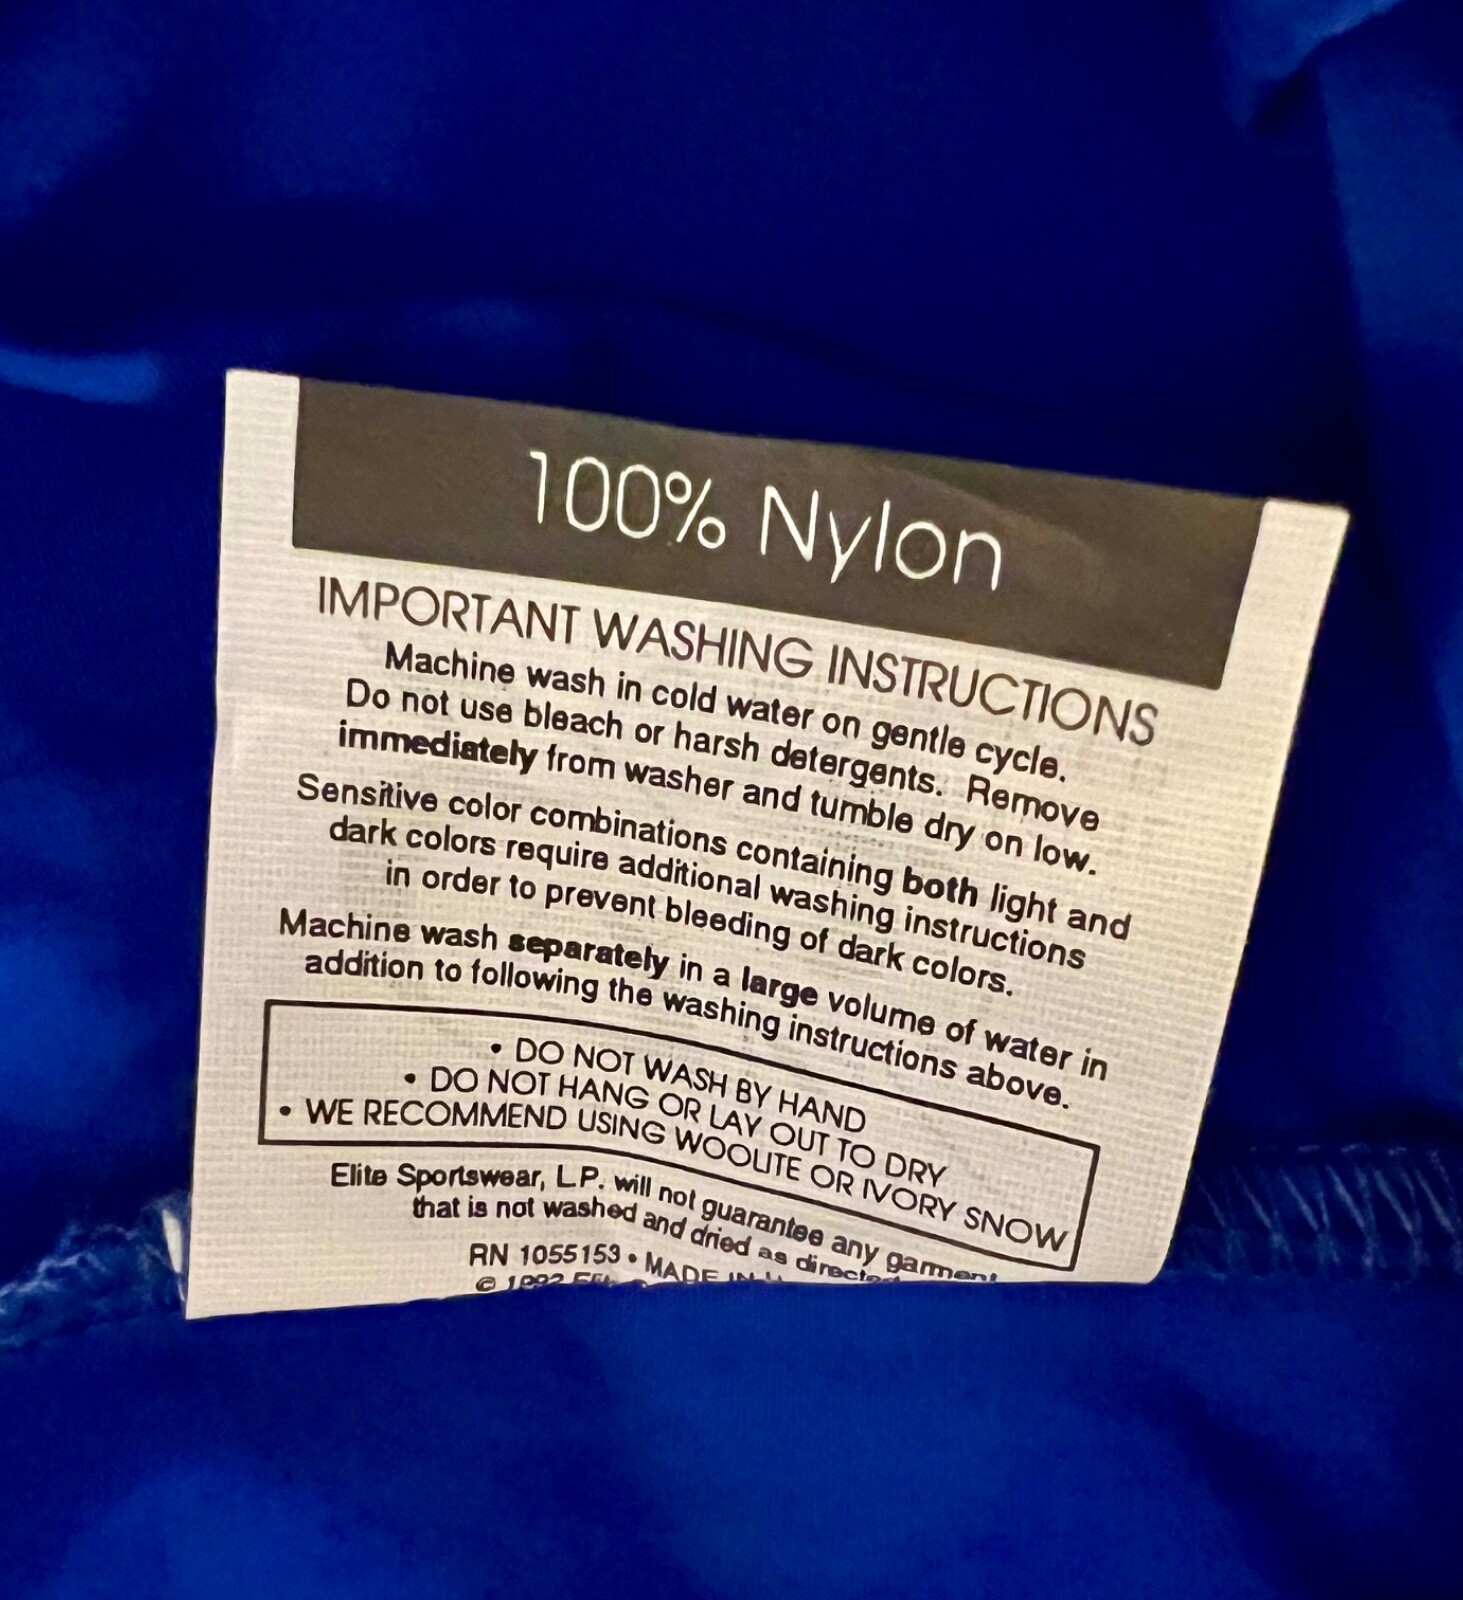 100% Nylon
IMPORTANT WASHING INSTRUCTIONS
Machine wash in cold water on gentle cycle.
Do not use bleach or harsh detergents. Remove
immediately from washer and tumble dry on low.
Sensitive color combinations containing both light and
dark colors require additional washing instructions
in order to prevent bleeding of dark colors.
Machine wash separately in a large volume of water in
addition to following the washing instructions above.
• DO NOT WASH BY HAND
• DO NOT HANG OR LAY OUT TO DRY
• WE RECOMMEND USING WOOLITE OR IVORY SNOW
Elite Sportswear, L.P. will not guarantee any garment
that is not washed and dried as directed
RN 1055153 • MADE IN
©